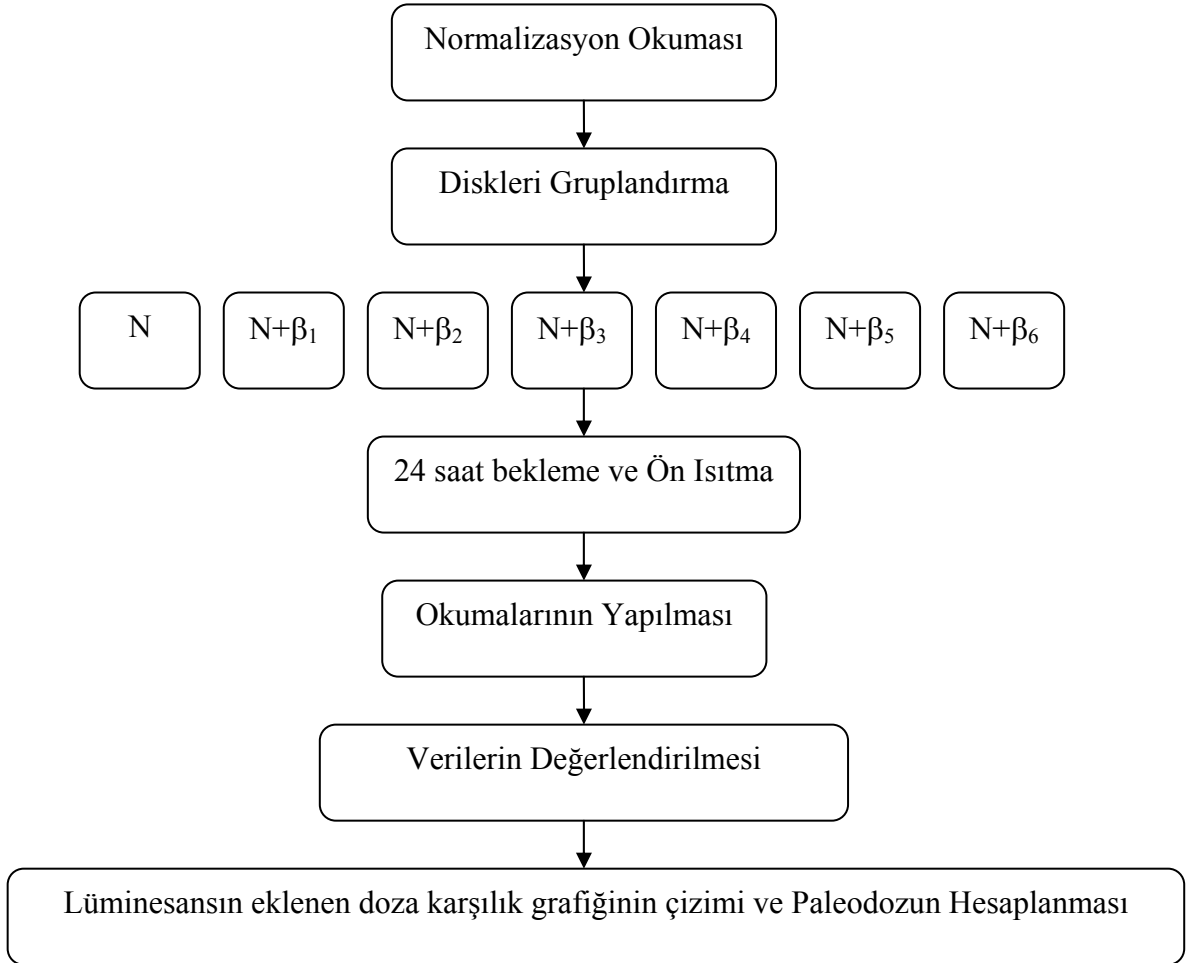 Normalizasyon Okuması
Diskleri Gruplandırma
N N+β₁ N+β₂ N+β₃ N+β₄ N+β₅ N+β₆
24 saat bekleme ve Ön Isıtma
Okumalarının Yapılması
Verilerin Değerlendirilmesi
Lüminesansın eklenen doza karşılık grafiğinin çizimi ve Paleodozun Hesaplanması